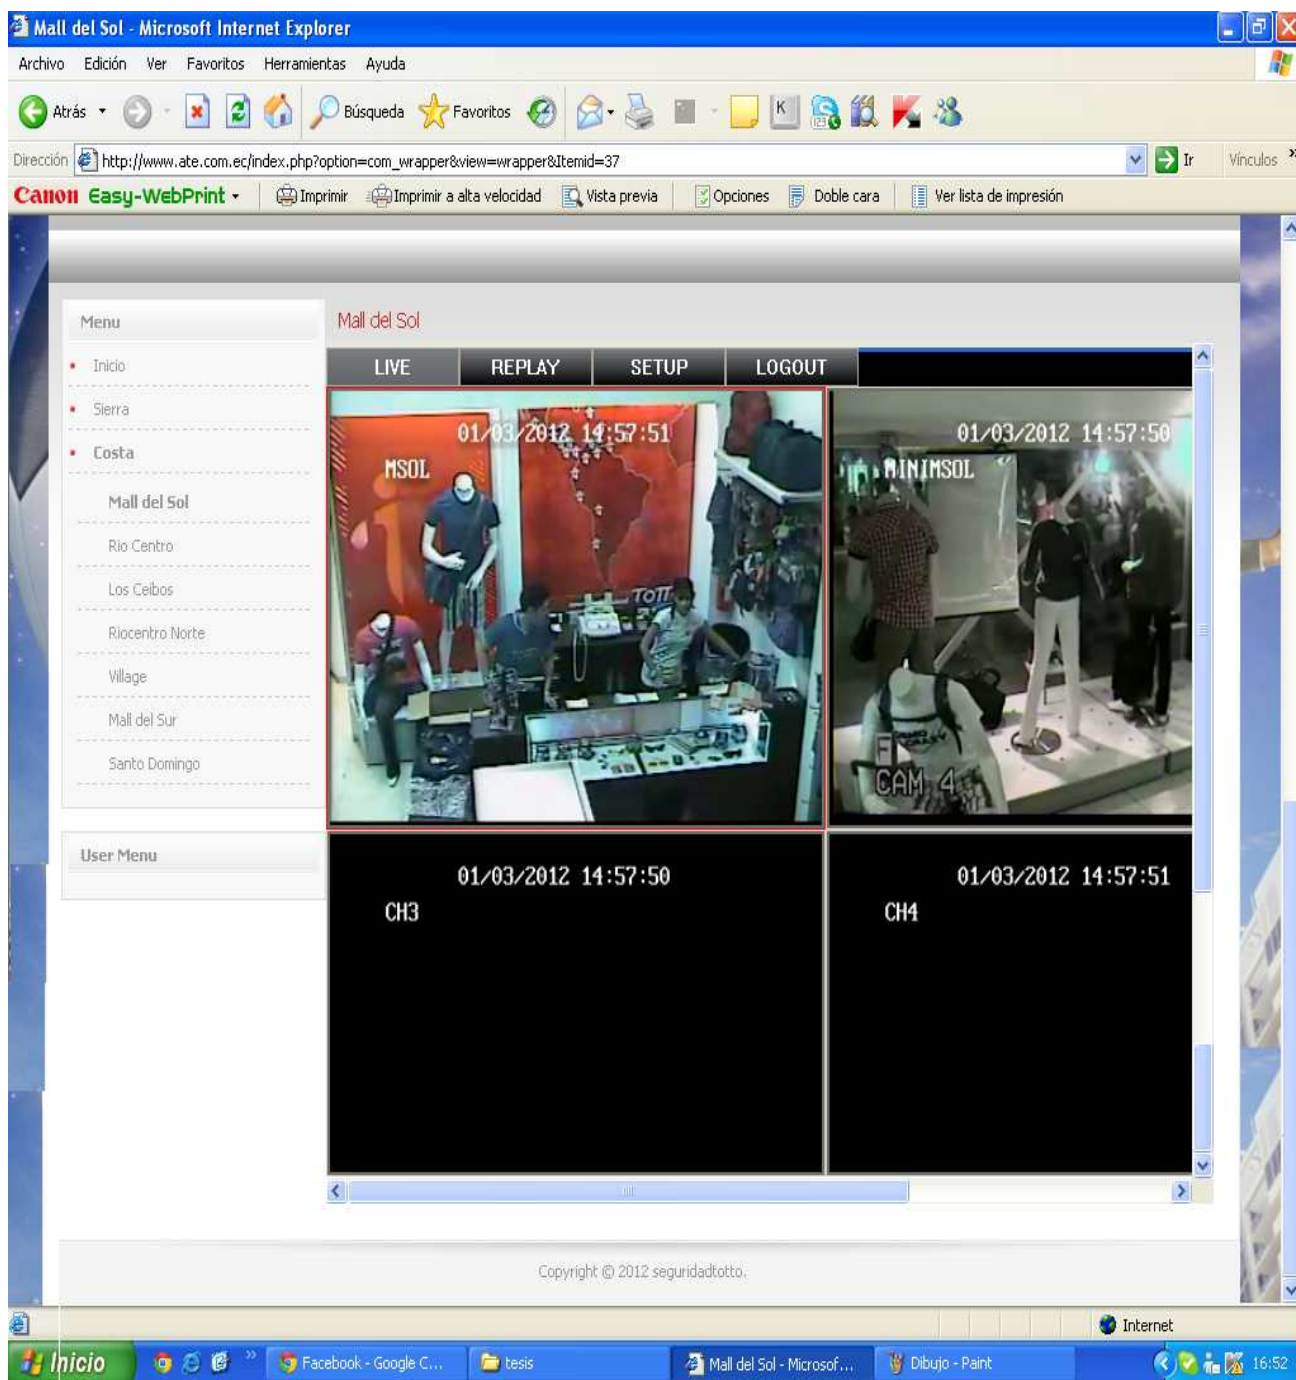 Mall del Sol - Microsoft Internet Explorer
Archivo Edición Ver Favoritos Herramientas Ayuda
Atrás Búsqueda Favoritos
Dirección http://www.ate.com.ec/index.php?option=com_wrapper&view=wrapper&Itemid=37 Ir Vínculos »
Canon Easy-WebPrint Imprimir Imprimir a alta velocidad Vista previa Opciones Doble cara Ver lista de impresión
Menu
Inicio
Sierra
Costa
Mall del Sol
Rio Centro
Los Ceibos
Riocentro Norte
Village
Mall del Sur
Santo Domingo
User Menu
Mall del Sol
LIVE REPLAY SETUP LOGOUT
01/03/2012 14:57:51
MSOL
TOTT
01/03/2012 14:57:50
MINIMSOL
F
CAM 4
01/03/2012 14:57:50
CH3
01/03/2012 14:57:51
CH4
Copyright © 2012 seguridadtotto.
Internet
Inicio » Facebook - Google C... tesis Mall del Sol - Microsof... Dibujo - Paint 16:52